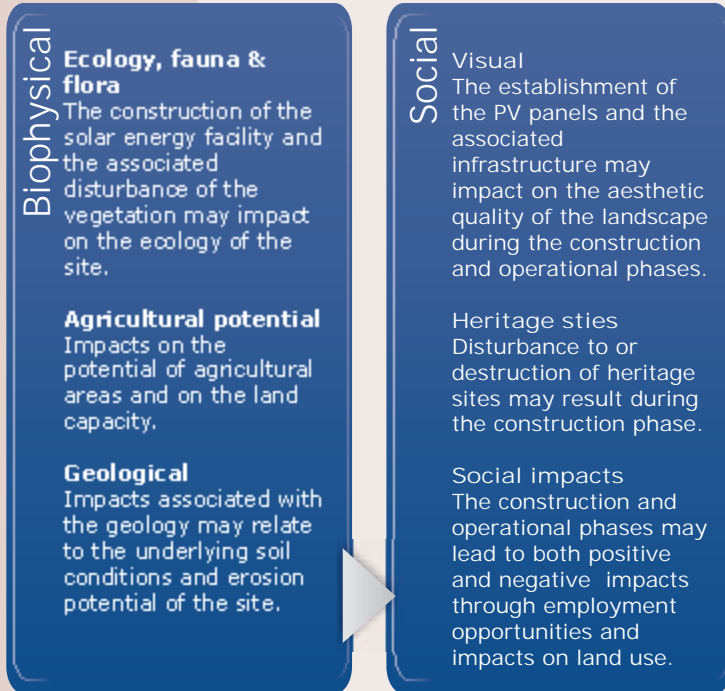 Biophysical
Ecology, fauna &
flora
The construction of the
solar energy facility and
the associated
disturbance of the
vegetation may impact
on the ecology of the
site.
Agricultural potential
Impacts on the
potential of agricultural
areas and on the land
capacity.
Geological
Impacts associated with
the geology may relate
to the underlying soil
conditions and erosion
potential of the site.
Social
Visual
The establishment of
the PV panels and the
associated
infrastructure may
impact on the aesthetic
quality of the landscape
during the construction
and operational phases.
Heritage sties
Disturbance to or
destruction of heritage
sites may result during
the construction phase.
Social impacts
The construction and
operational phases may
lead to both positive
and negative impacts
through employment
opportunities and
impacts on land use.